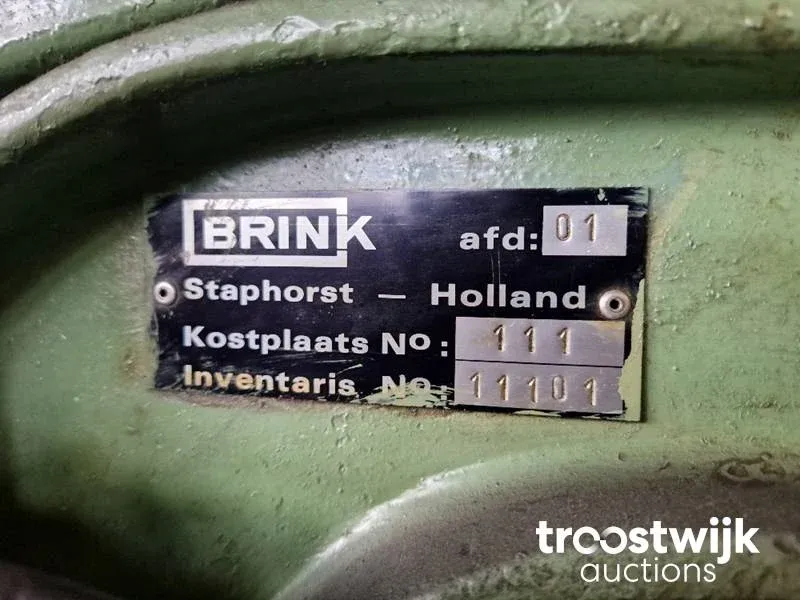 BRINK afd: 01
Staphorst – Holland
Kostplaats No: 111
Inventaris No: 11101
troostwijk
auctions